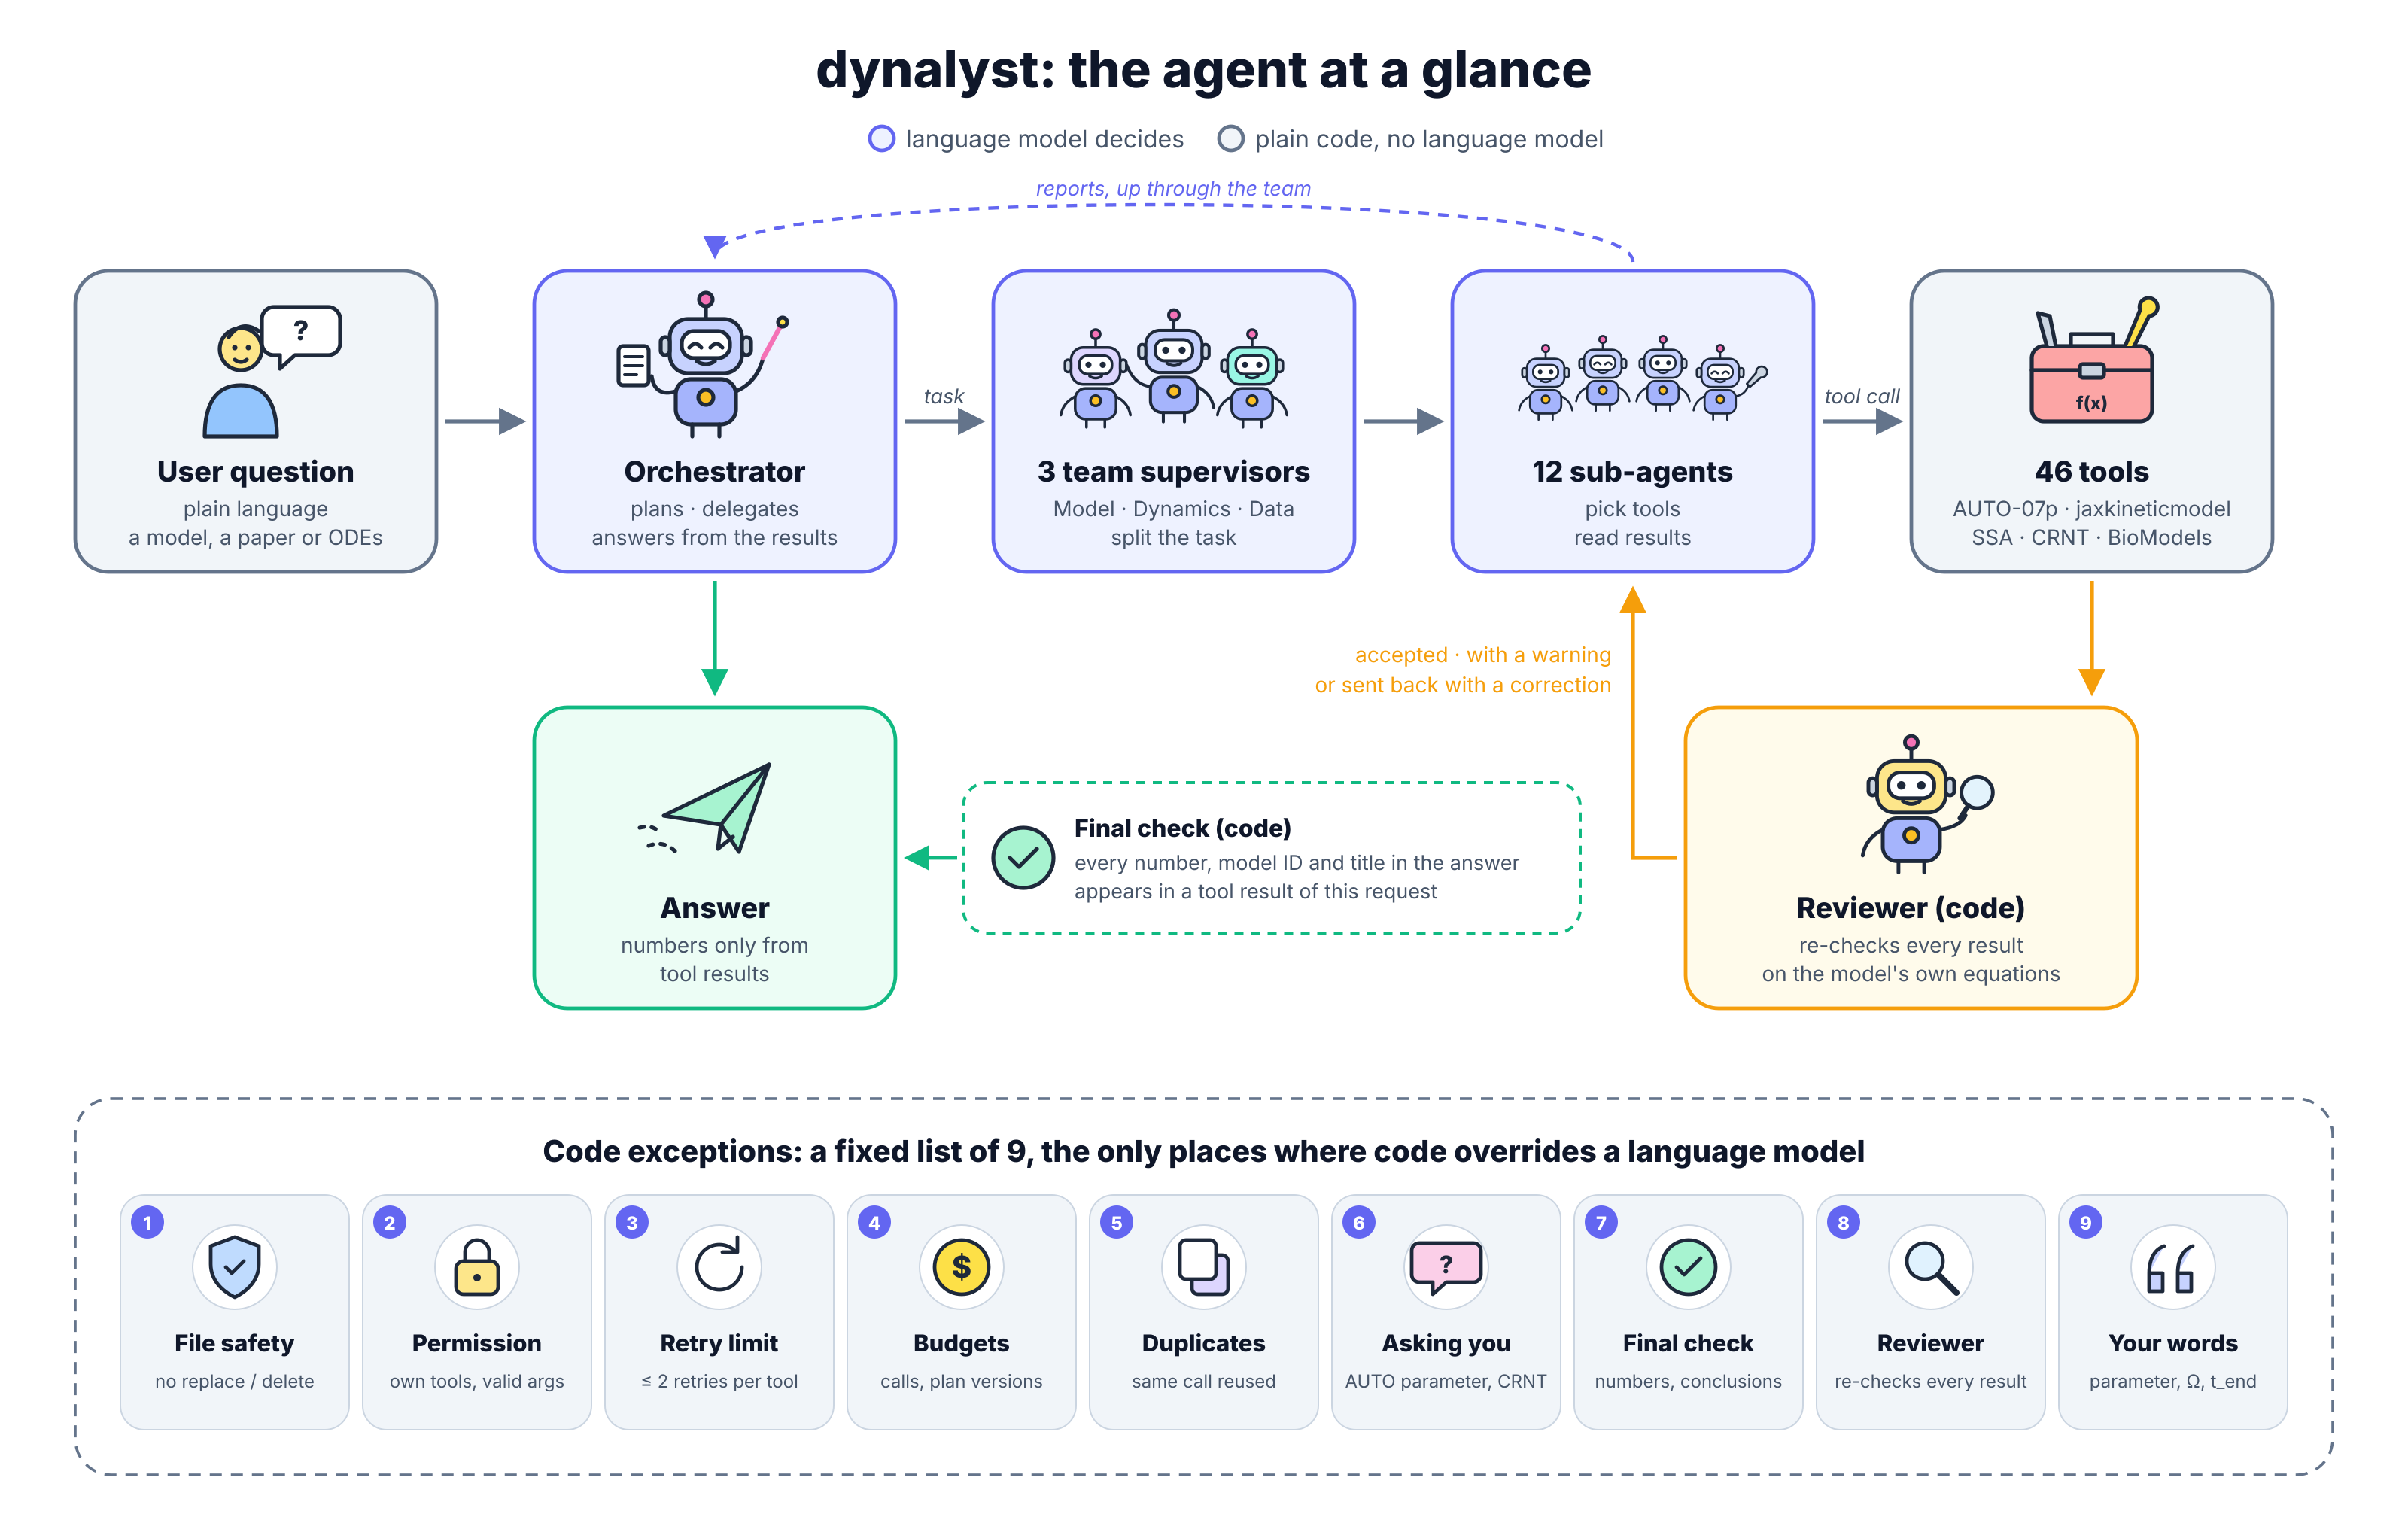 dynalyst: the agent at a glance
language model decides
plain code, no language model
reports, up through the team
?
User question
plain language
a model, a paper or ODEs
Orchestrator
plans · delegates
answers from the results
task
3 team supervisors
Model · Dynamics · Data
split the task
12 sub-agents
pick tools
read results
tool call
f(x)
46 tools
AUTO-07p · jaxkineticmodel
SSA · CRNT · BioModels
accepted · with a warning
or sent back with a correction
Answer
numbers only from
tool results
Final check (code)
every number, model ID and title in the answer
appears in a tool result of this request
Reviewer (code)
re-checks every result
on the model's own equations
Code exceptions: a fixed list of 9, the only places where code overrides a language model
1
File safety
no replace / delete
2
Permission
own tools, valid args
3
Retry limit
≤ 2 retries per tool
4
$
Budgets
calls, plan versions
5
Duplicates
same call reused
6
?
Asking you
AUTO parameter, CRNT
7
Final check
numbers, conclusions
8
Reviewer
re-checks every result
9
Your words
parameter, Ω, t_end